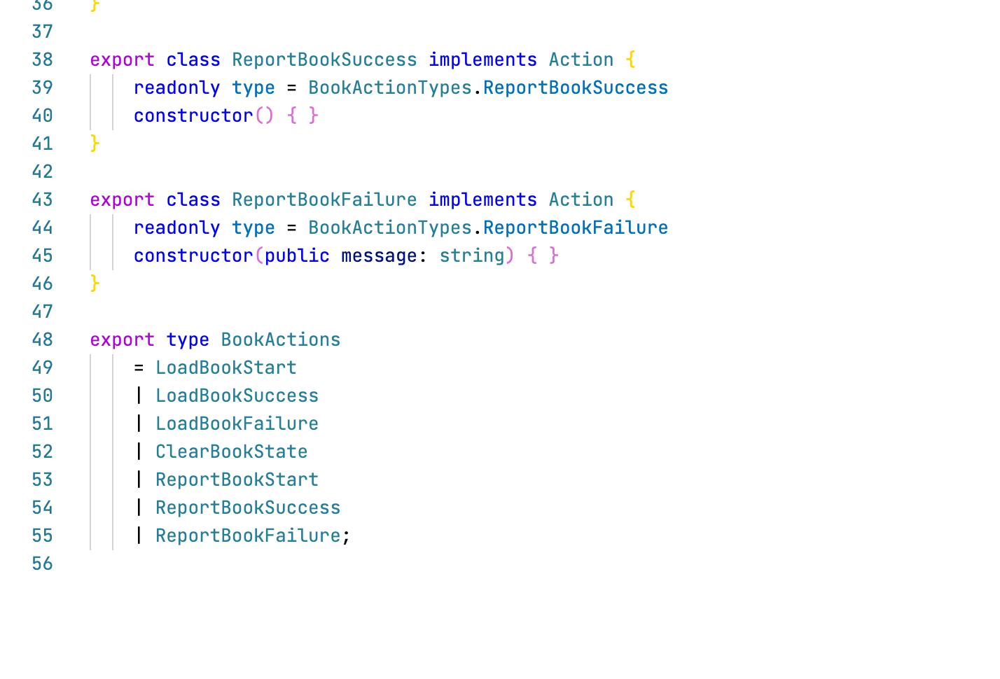 36 }
37
38 export class ReportBookSuccess implements Action {
39 readonly type = BookActionTypes.ReportBookSuccess
40 constructor() { }
41 }
42
43 export class ReportBookFailure implements Action {
44 readonly type = BookActionTypes.ReportBookFailure
45 constructor(public message: string) { }
46 }
47
48 export type BookActions
49 = LoadBookStart
50 | LoadBookSuccess
51 | LoadBookFailure
52 | ClearBookState
53 | ReportBookStart
54 | ReportBookSuccess
55 | ReportBookFailure;
56